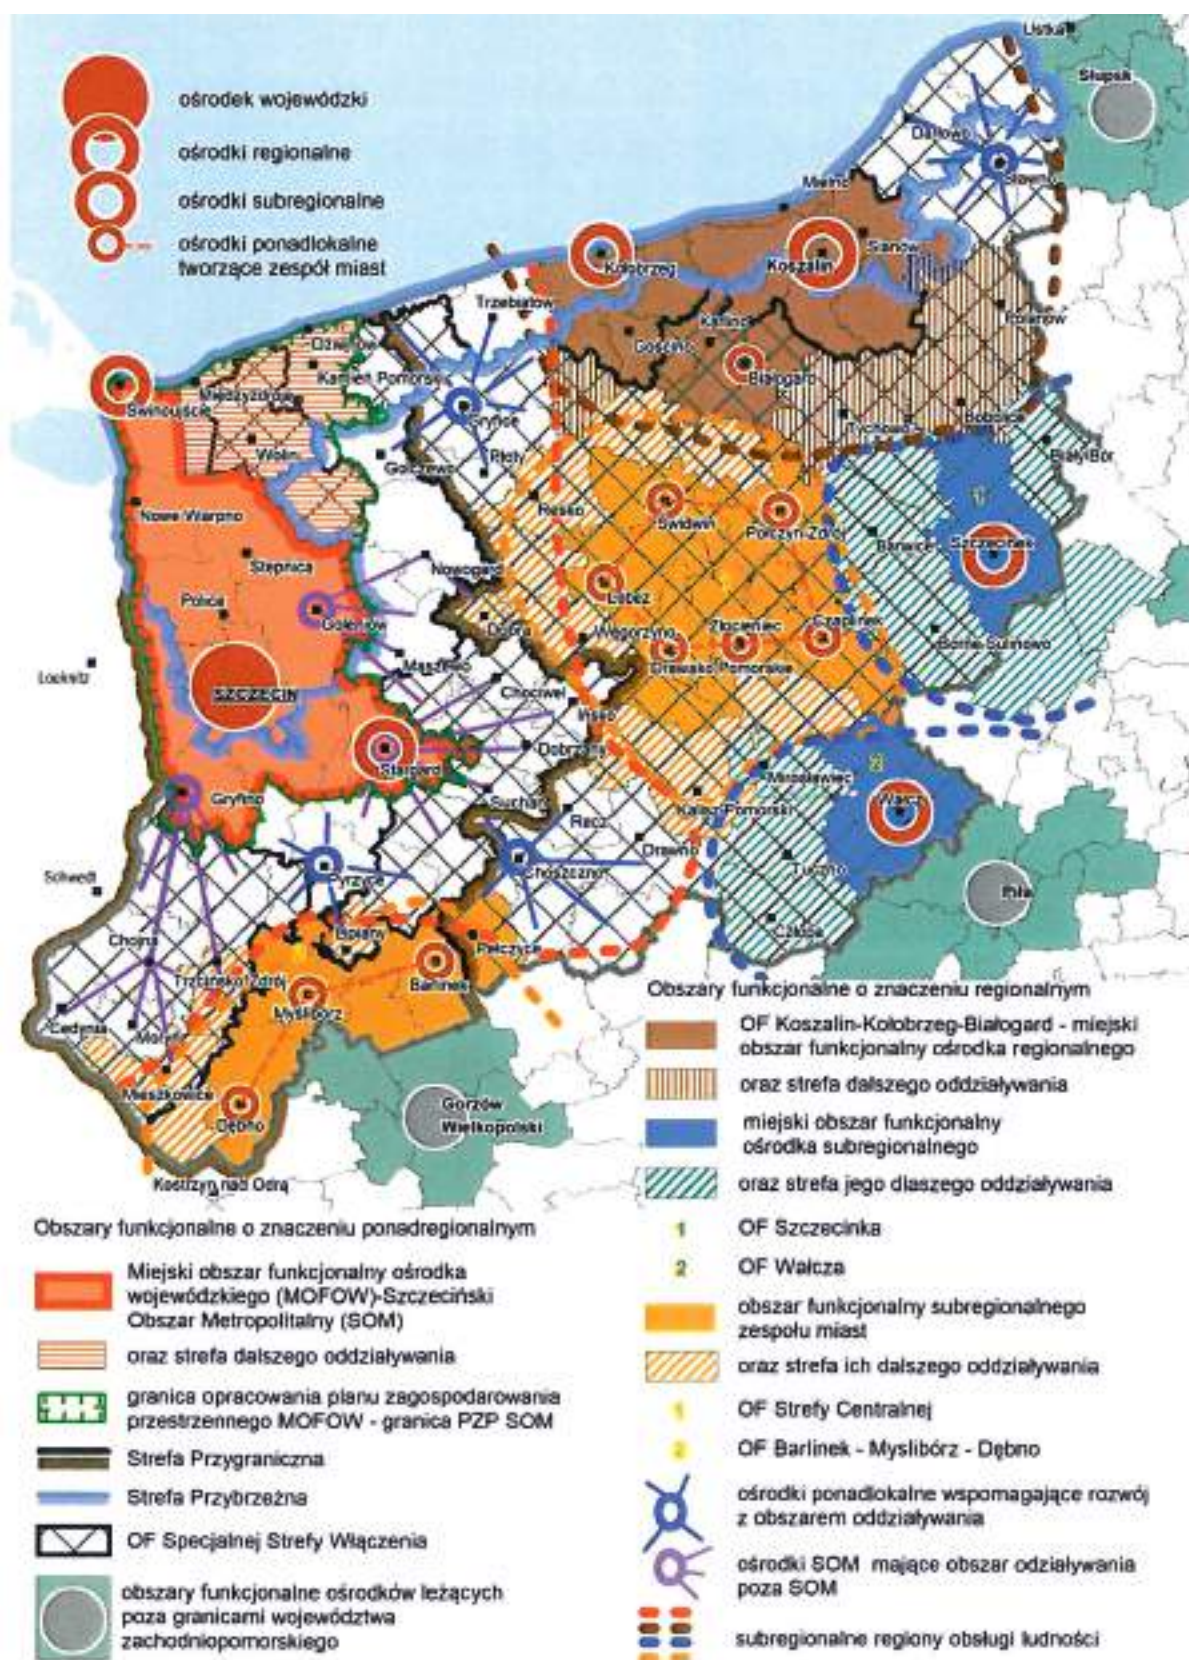 Ustka
Słupsk
ośrodek wojewódzki
Darłowo
ośrodki regionalne
Sławno
Mielno
ośrodki subregionalne
Sianów
ośrodki ponadlokalne
tworzące zespół miast
Kołobrzeg
Koszalin
Trzebiatów
Polanów
Karlino
Gościno
Dziwnów
Kamień Pomorski
Białogard
Międzyzdroje
Świnoujście
Gryfice
Bobolice
Tychowo
Wolin
Golczewo
Płoty
Biały Bór
1
Resko
Świdwin
Połczyn-Zdrój
Nowe Warpno
Barwice
Szczecinek
Stepnica
Nowogard
Łobez
Police
Goleniów
Dobra
Węgorzyno
Złocieniec
Czaplinek
Borne Sulinowo
Drawsko Pomorskie
Maszewo
Locknitz
SZCZECIN
Chociwel
Ińsko
Dobrzany
Stargard
2
Mirosławiec
Gryfino
Suchań
Kalisz Pomorski
Wałcz
Recz
Drawno
Choszczno
Tuczno
Schwedt
Pyrzyce
Piła
Człopa
Chojna
Lipiany
Pełczyce
Trzcińsko-Zdrój
Barlinek
Myślibórz
Cedynia
Moryń
Mieszkowice
Dębno
Gorzów
Wielkopolski
Kostrzyn nad Odrą
Obszary funkcjonalne o znaczeniu regionalnym
OF Koszalin-Kołobrzeg-Białogard - miejski
obszar funkcjonalny ośrodka regionalnego
oraz strefa dalszego oddziaływania
miejski obszar funkcjonalny
ośrodka subregionalnego
oraz strefa jego dlaszego oddziaływania
1 OF Szczecinka
2 OF Wałcza
obszar funkcjonalny subregionalnego
zespołu miast
oraz strefa ich dalszego oddziaływania
1 OF Strefy Centralnej
2 OF Barlinek - Myslibórz - Dębno
ośrodki ponadlokalne wspomagające rozwój
z obszarem oddziaływania
ośrodki SOM mające obszar odziaływania
poza SOM
subregionalne regiony obsługi ludności
Obszary funkcjonalne o znaczeniu ponadregionalnym
Miejski obszar funkcjonalny ośrodka
wojewódzkiego (MOFOW)-Szczeciński
Obszar Metropolitalny (SOM)
oraz strefa dalszego oddziaływania
granica opracowania planu zagospodarowania
przestrzennego MOFOW - granica PZP SOM
Strefa Przygraniczna
Strefa Przybrzeżna
OF Specjalnej Strefy Włączenia
obszary funkcjonalne ośrodków leżących
poza granicami województwa
zachodniopomorskiego